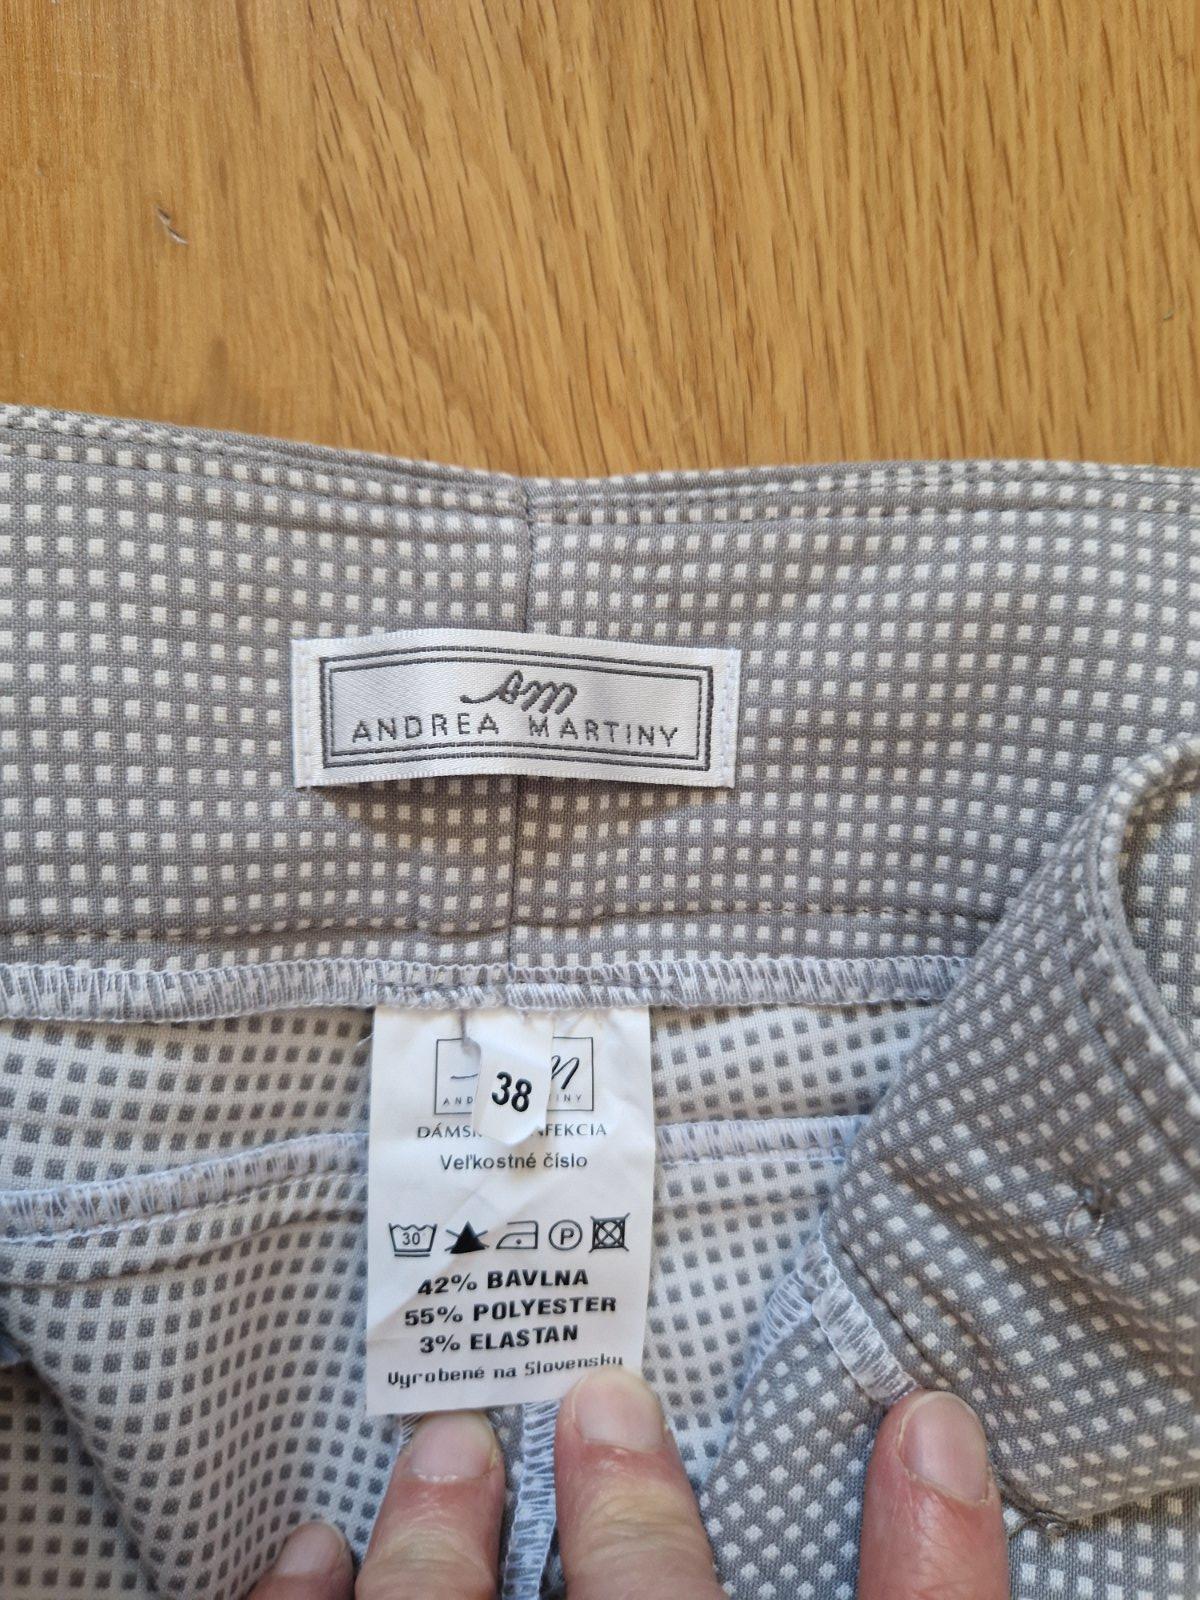 am
ANDREA MARTINY
38
Veľkostné číslo
30
P
42% BAVLNA
55% POLYESTER
3% ELASTAN
Vyrobené na Slovensku